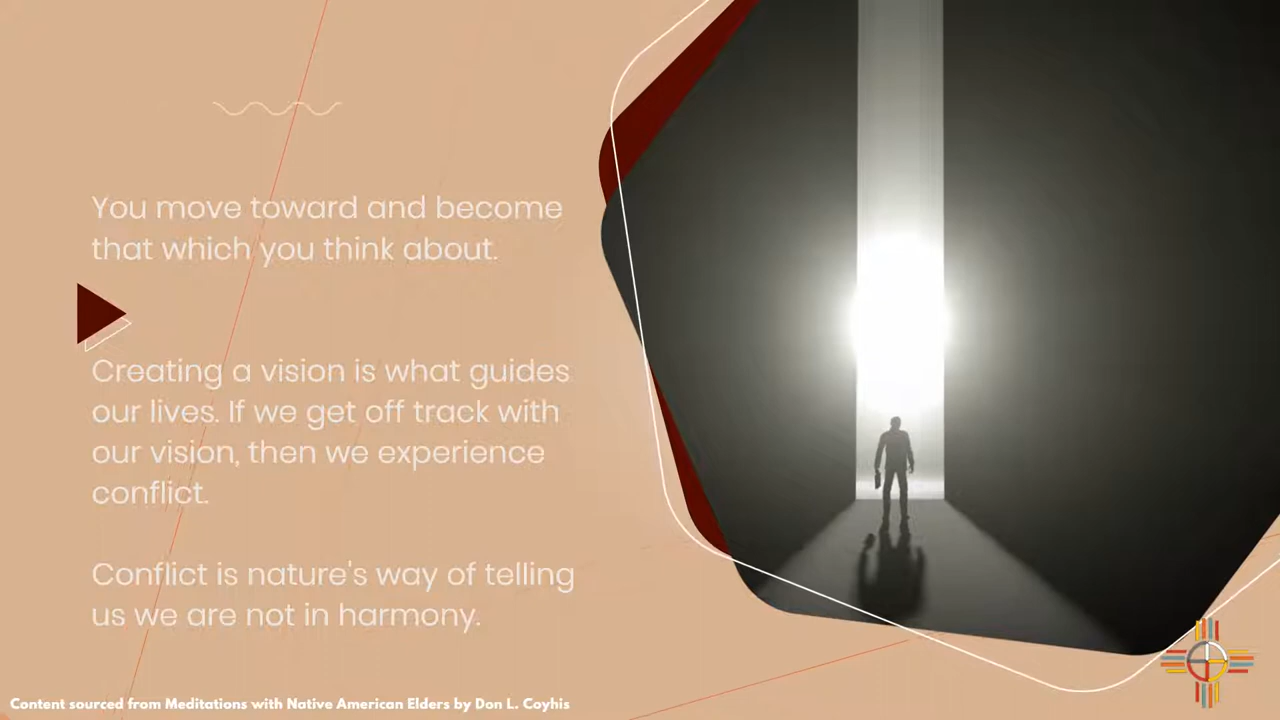 You move toward and become
that which you think about.
Creating a vision is what guides
our lives. If we get off track with
our vision, then we experience
conflict.
Conflict is nature's way of telling
us we are not in harmony.
Content sourced from Meditations with Native American Elders by Don L. Coyhis